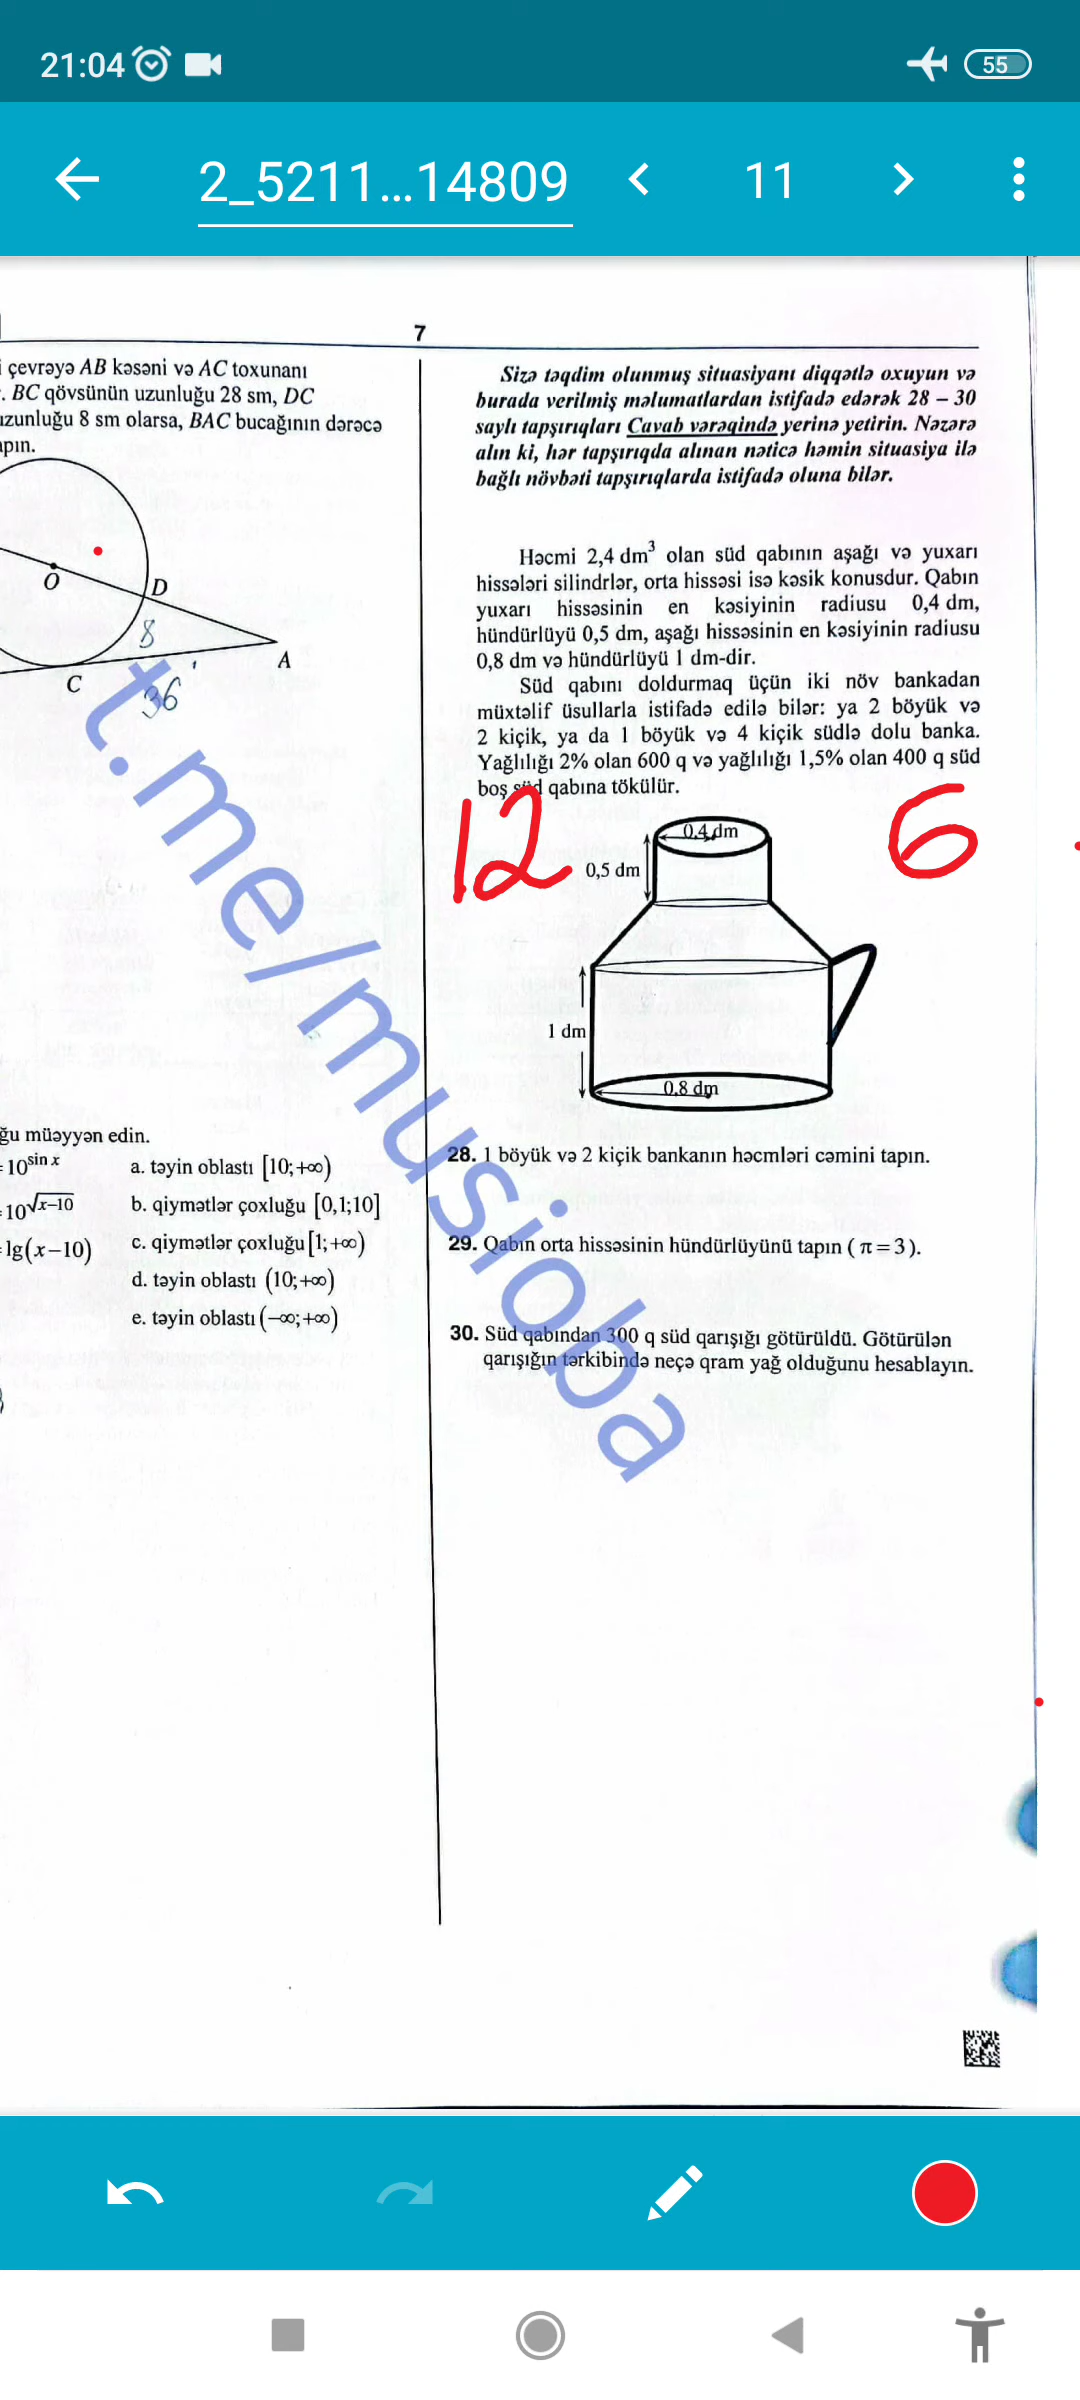 21:04
55
2_5211...14809
11
7
çevrəyə AB kəsəni və AC toxunanı
. BC qövsünün uzunluğu 28 sm, DC
uzunluğu 8 sm olarsa, BAC bucağının dərəcə
apın.
O
D
8
A
C
36
ğu müəyyən edin.
=10^sin x
a. təyin oblastı [10;+∞)
10^√x–10
b. qiymətlər çoxluğu [0,1;10]
lg(x–10)
c. qiymətlər çoxluğu [1;+∞)
d. təyin oblastı (10;+∞)
e. təyin oblastı (–∞;+∞)
Sizə təqdim olunmuş situasiyanı diqqətlə oxuyun və
burada verilmiş məlumatlardan istifadə edərək 28 – 30
saylı tapşırıqları Cavab vərəqində yerinə yetirin. Nəzərə
alın ki, hər tapşırıqda alınan nəticə həmin situasiya ilə
bağlı növbəti tapşırıqlarda istifadə oluna bilər.
Həcmi 2,4 dm³ olan süd qabının aşağı və yuxarı
hissələri silindrlər, orta hissəsi isə kəsik konusdur. Qabın
yuxarı hissəsinin en kəsiyinin radiusu 0,4 dm,
hündürlüyü 0,5 dm, aşağı hissəsinin en kəsiyinin radiusu
0,8 dm və hündürlüyü 1 dm-dir.
Süd qabını doldurmaq üçün iki növ bankadan
müxtəlif üsullarla istifadə edilə bilər: ya 2 böyük və
2 kiçik, ya da 1 böyük və 4 kiçik südlə dolu banka.
Yağlılığı 2% olan 600 q və yağlılığı 1,5% olan 400 q süd
boş süd qabına tökülür.
12
6
0,4 dm
0,5 dm
1 dm
0,8 dm
28. 1 böyük və 2 kiçik bankanın həcmləri cəmini tapın.
29. Qabın orta hissəsinin hündürlüyünü tapın ( π = 3 ).
30. Süd qabından 300 q süd qarışığı götürüldü. Götürülən
qarışığın tərkibində neçə qram yağ olduğunu hesablayın.
t.me/musioba